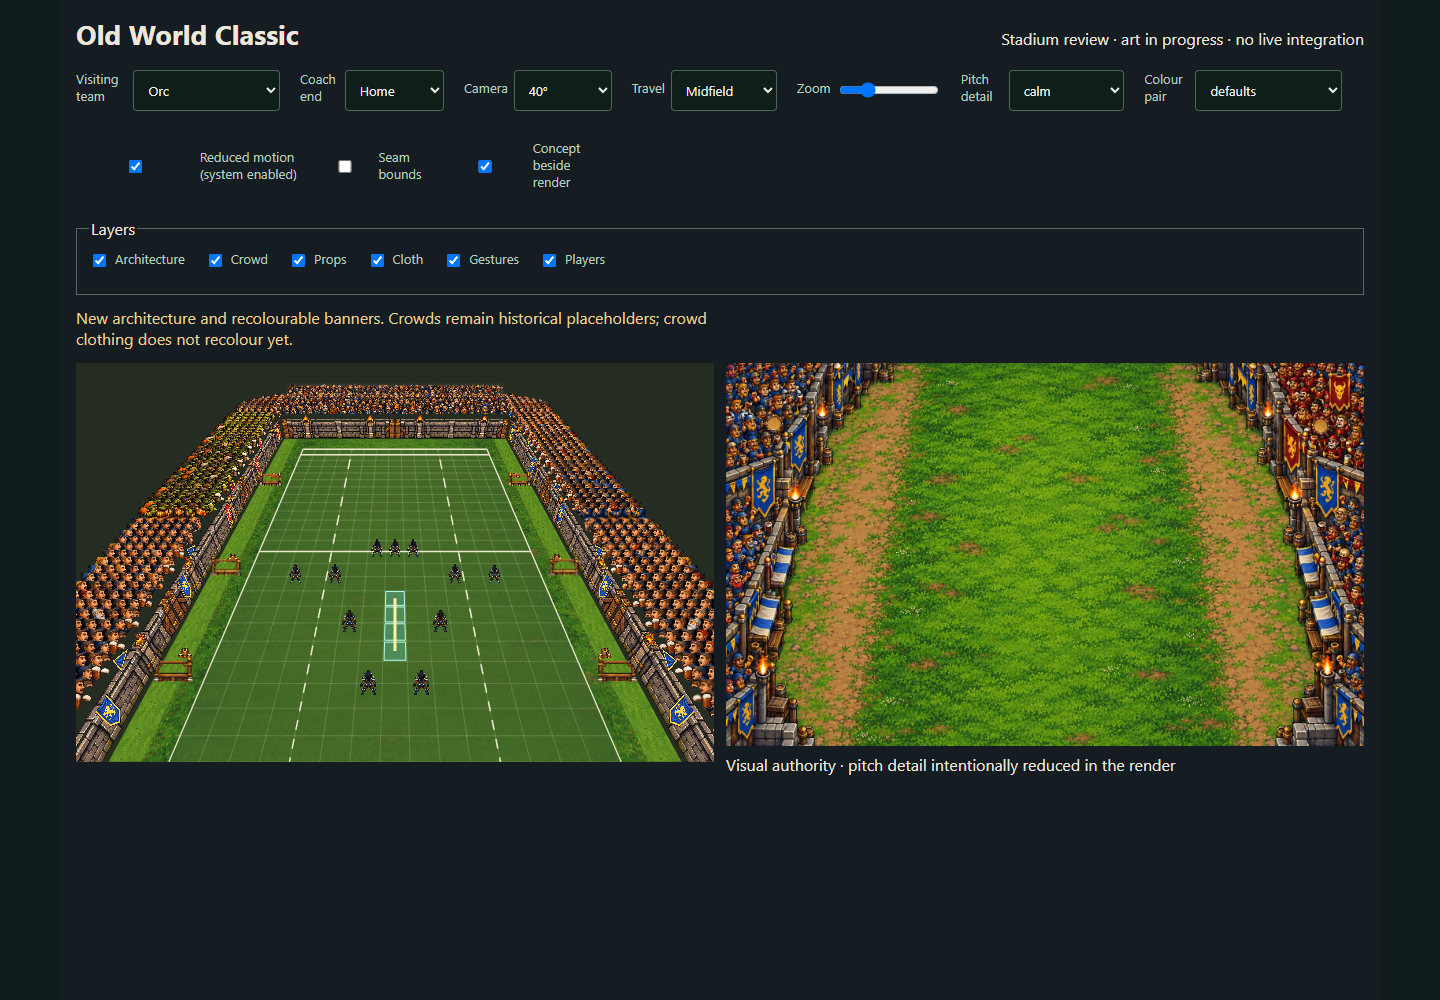 Old World Classic
Stadium review · art in progress · no live integration
Visiting team
Orc
Coach end
Home
Camera
40°
Travel
Midfield
Zoom
Pitch detail
calm
Colour pair
defaults
Reduced motion
(system enabled)
Seam bounds
Concept beside render
Layers
Architecture
Crowd
Props
Cloth
Gestures
Players
New architecture and recolourable banners. Crowds remain historical placeholders; crowd
clothing does not recolour yet.
Visual authority · pitch detail intentionally reduced in the render